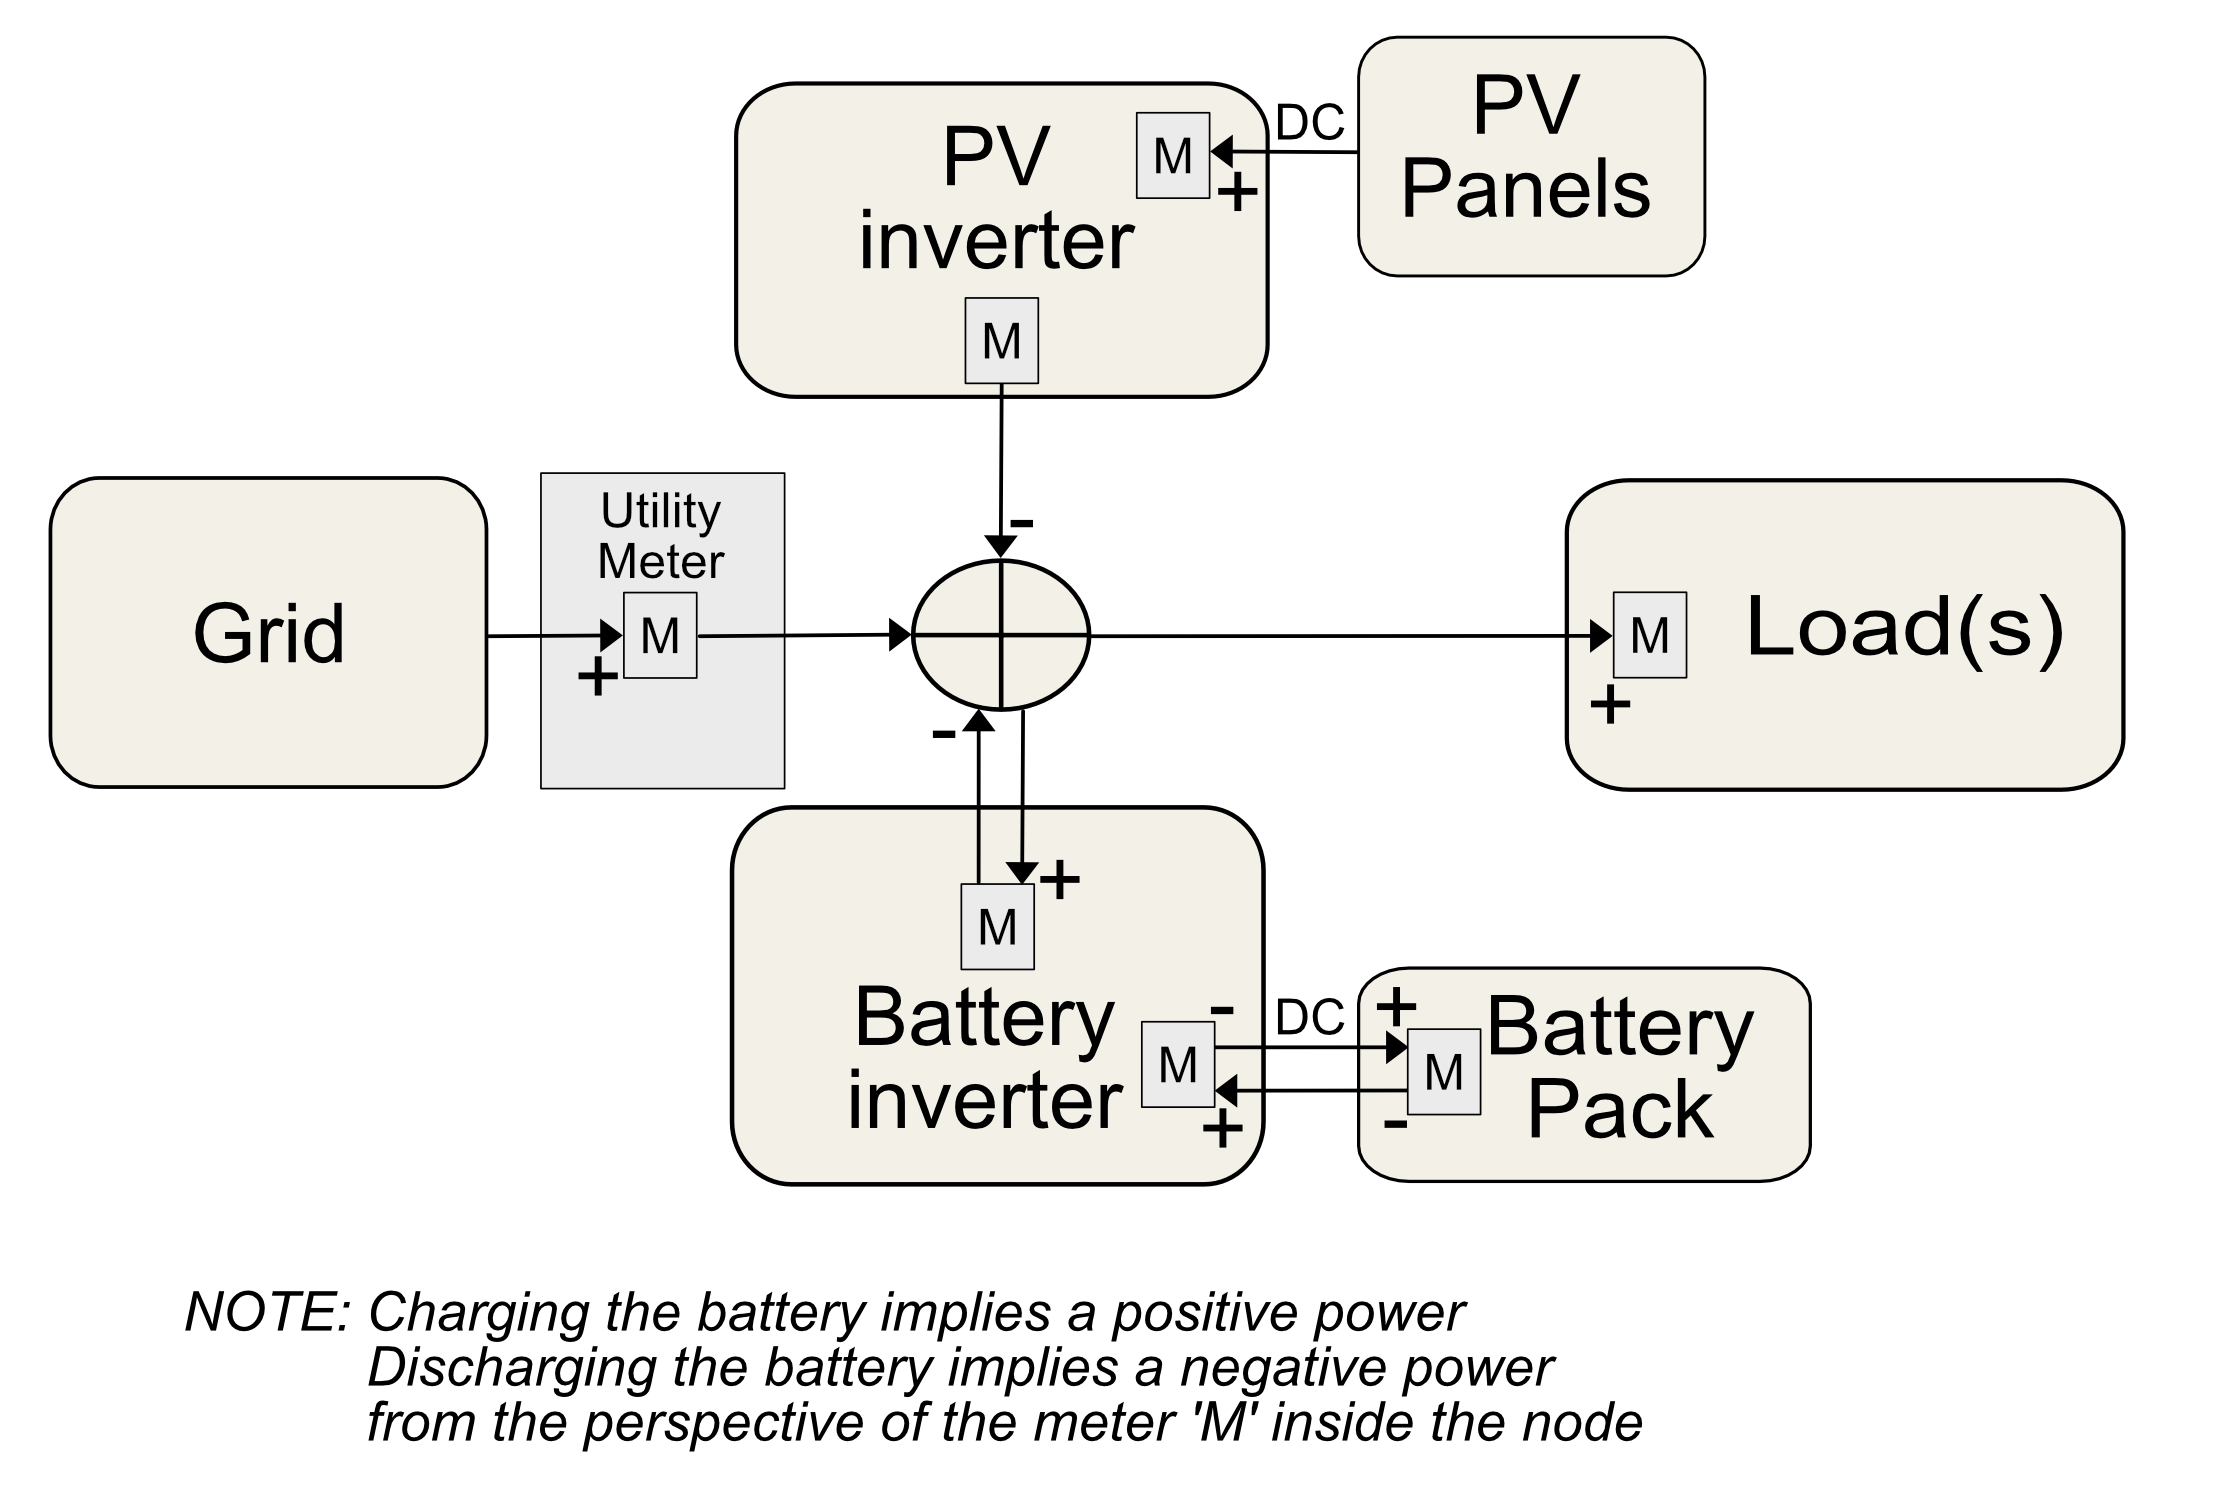 PV
inverter
M
+
DC
PV
Panels
M
-
Grid
Utility
Meter
M
+
M
+
Load(s)
-
+
M
Battery
inverter
M
-
+
DC
+
M
-
Battery
Pack
NOTE: Charging the battery implies a positive power
Discharging the battery implies a negative power
from the perspective of the meter 'M' inside the node